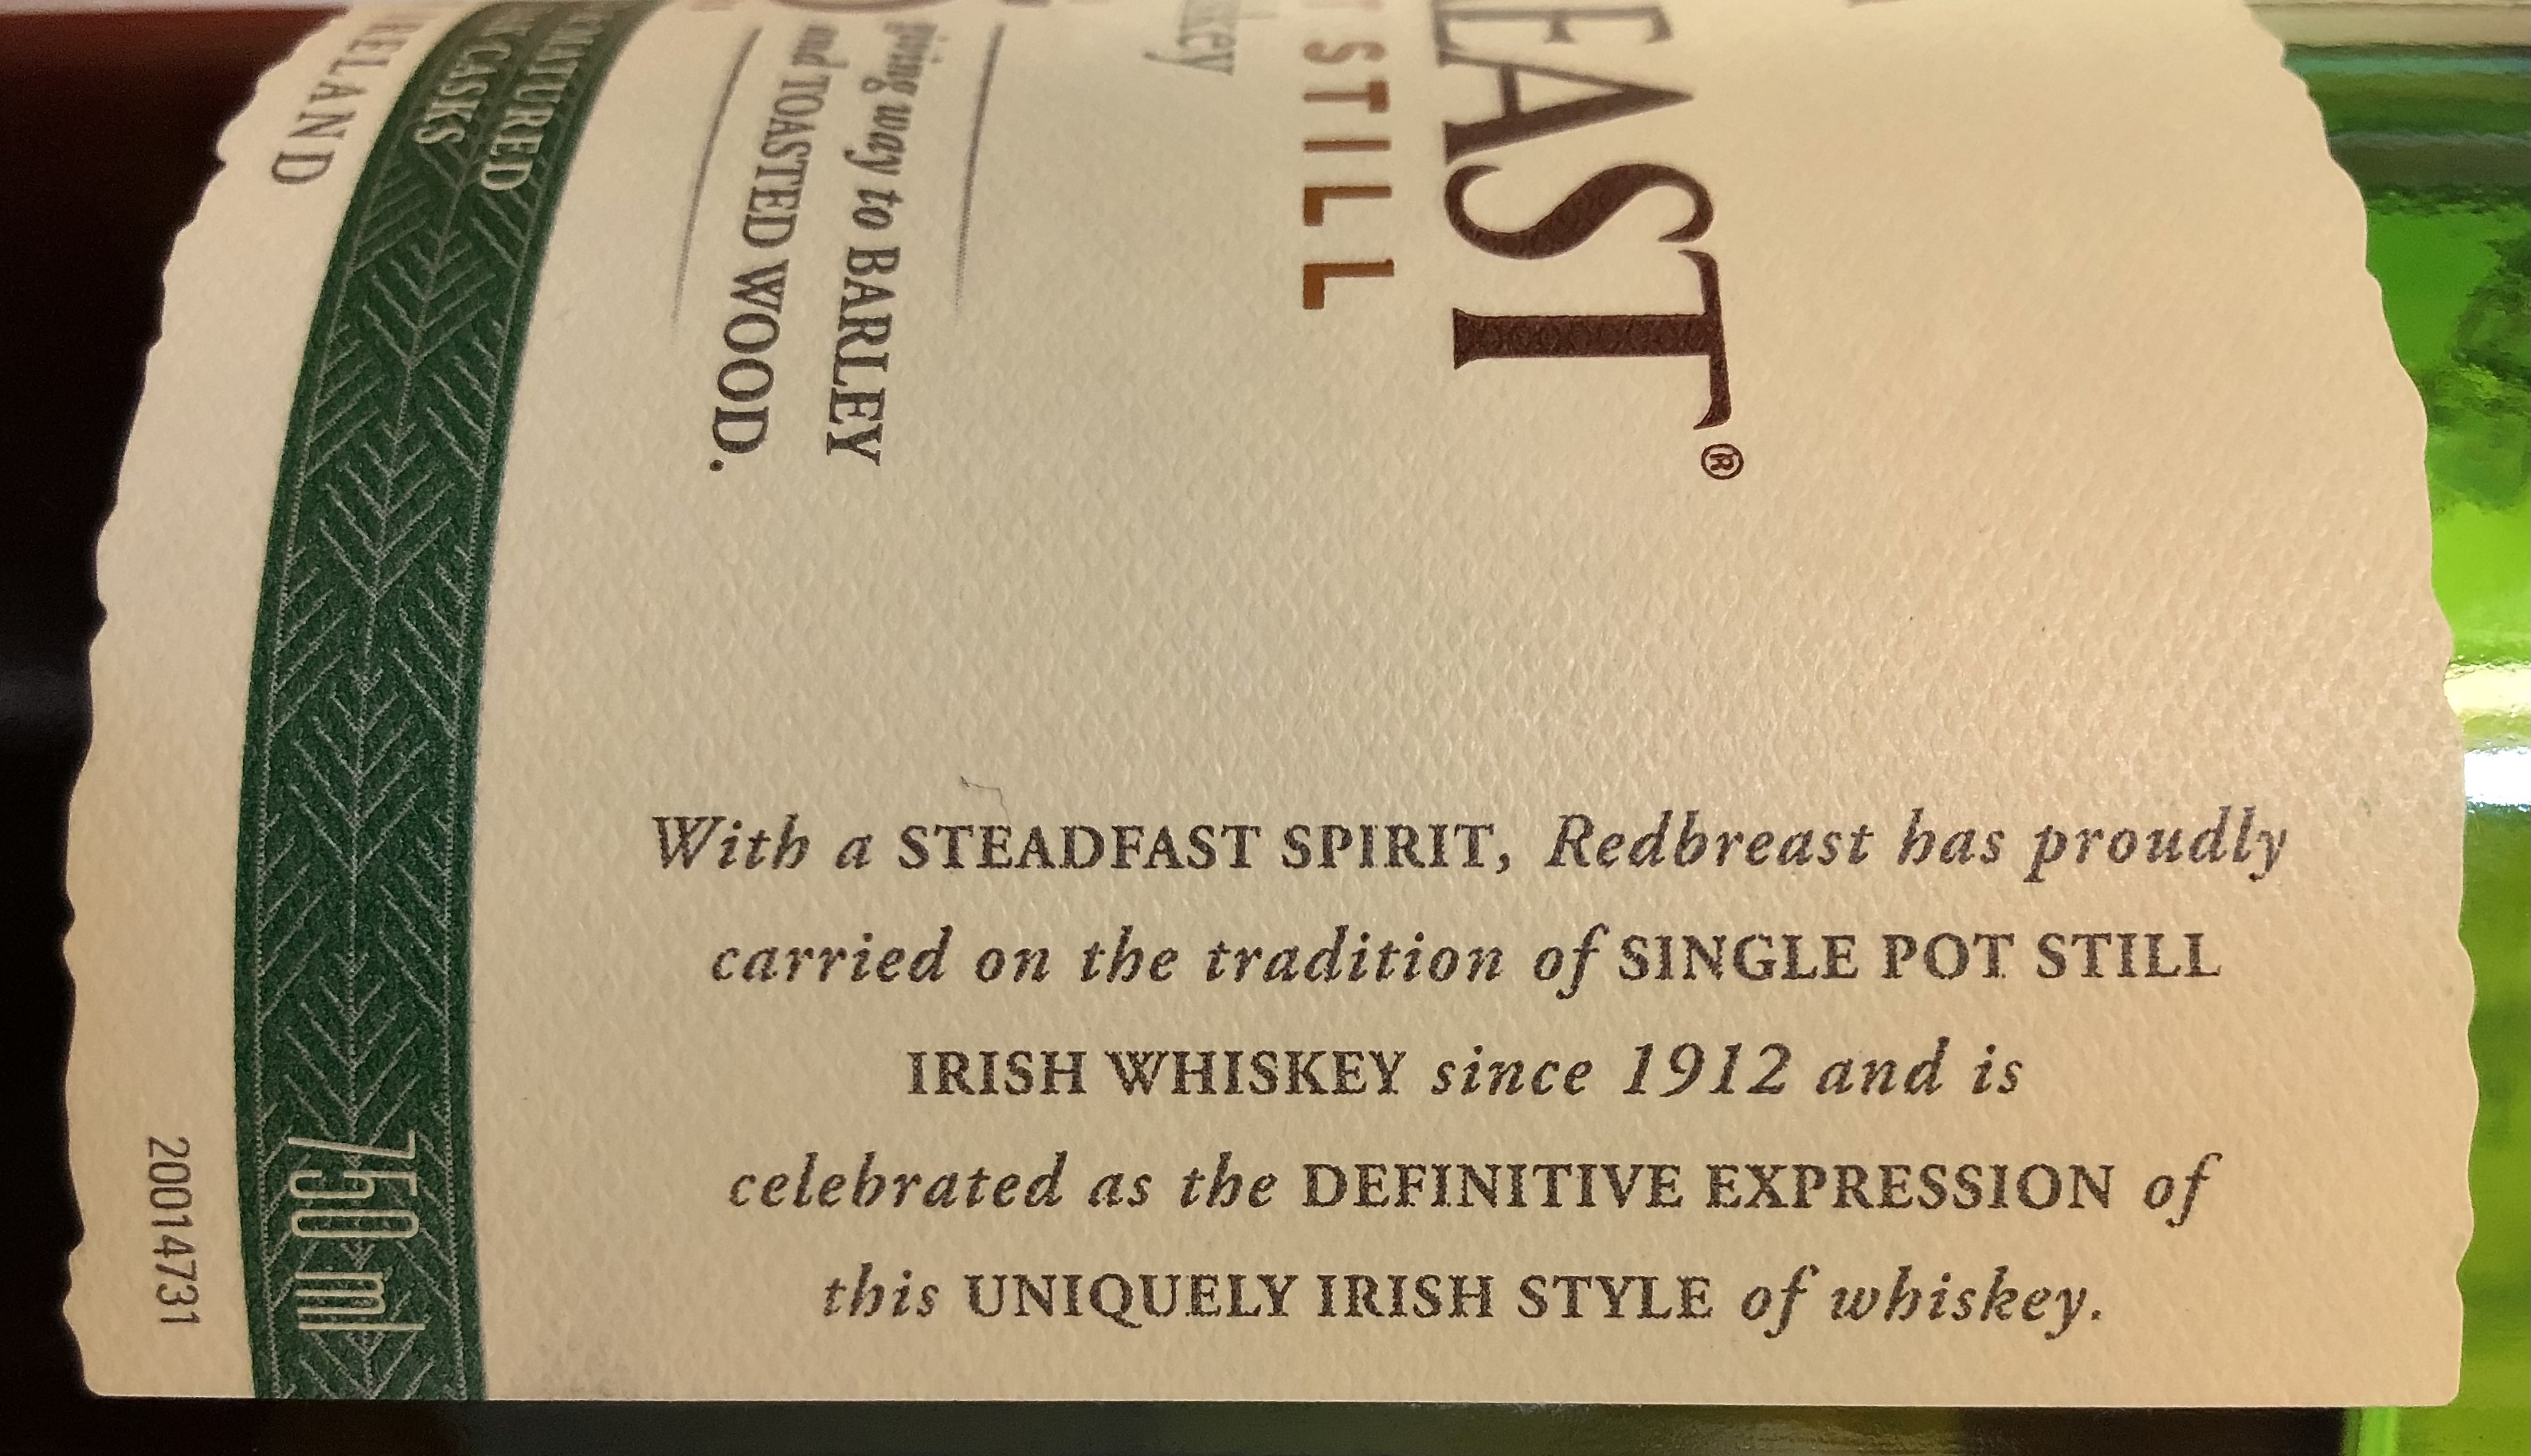 EAST®
STILL
way to BARLEY
and TOASTED WOOD.
MATURED
CASKS
750 ml
IRELAND
20014731
With a STEADFAST SPIRIT, Redbreast has proudly
carried on the tradition of SINGLE POT STILL
IRISH WHISKEY since 1912 and is
celebrated as the DEFINITIVE EXPRESSION of
this UNIQUELY IRISH STYLE of whiskey.